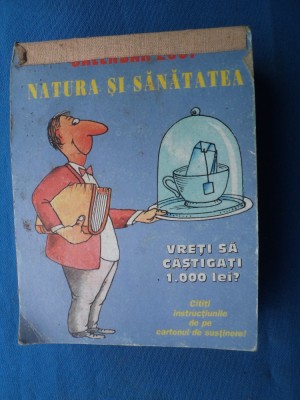 NATURA ȘI SĂNĂTATEA
VREȚI SĂ
CÂȘTIGAȚI
1.000 lei?
Citiți
instrucțiunile
de pe
cartonul de susținere!